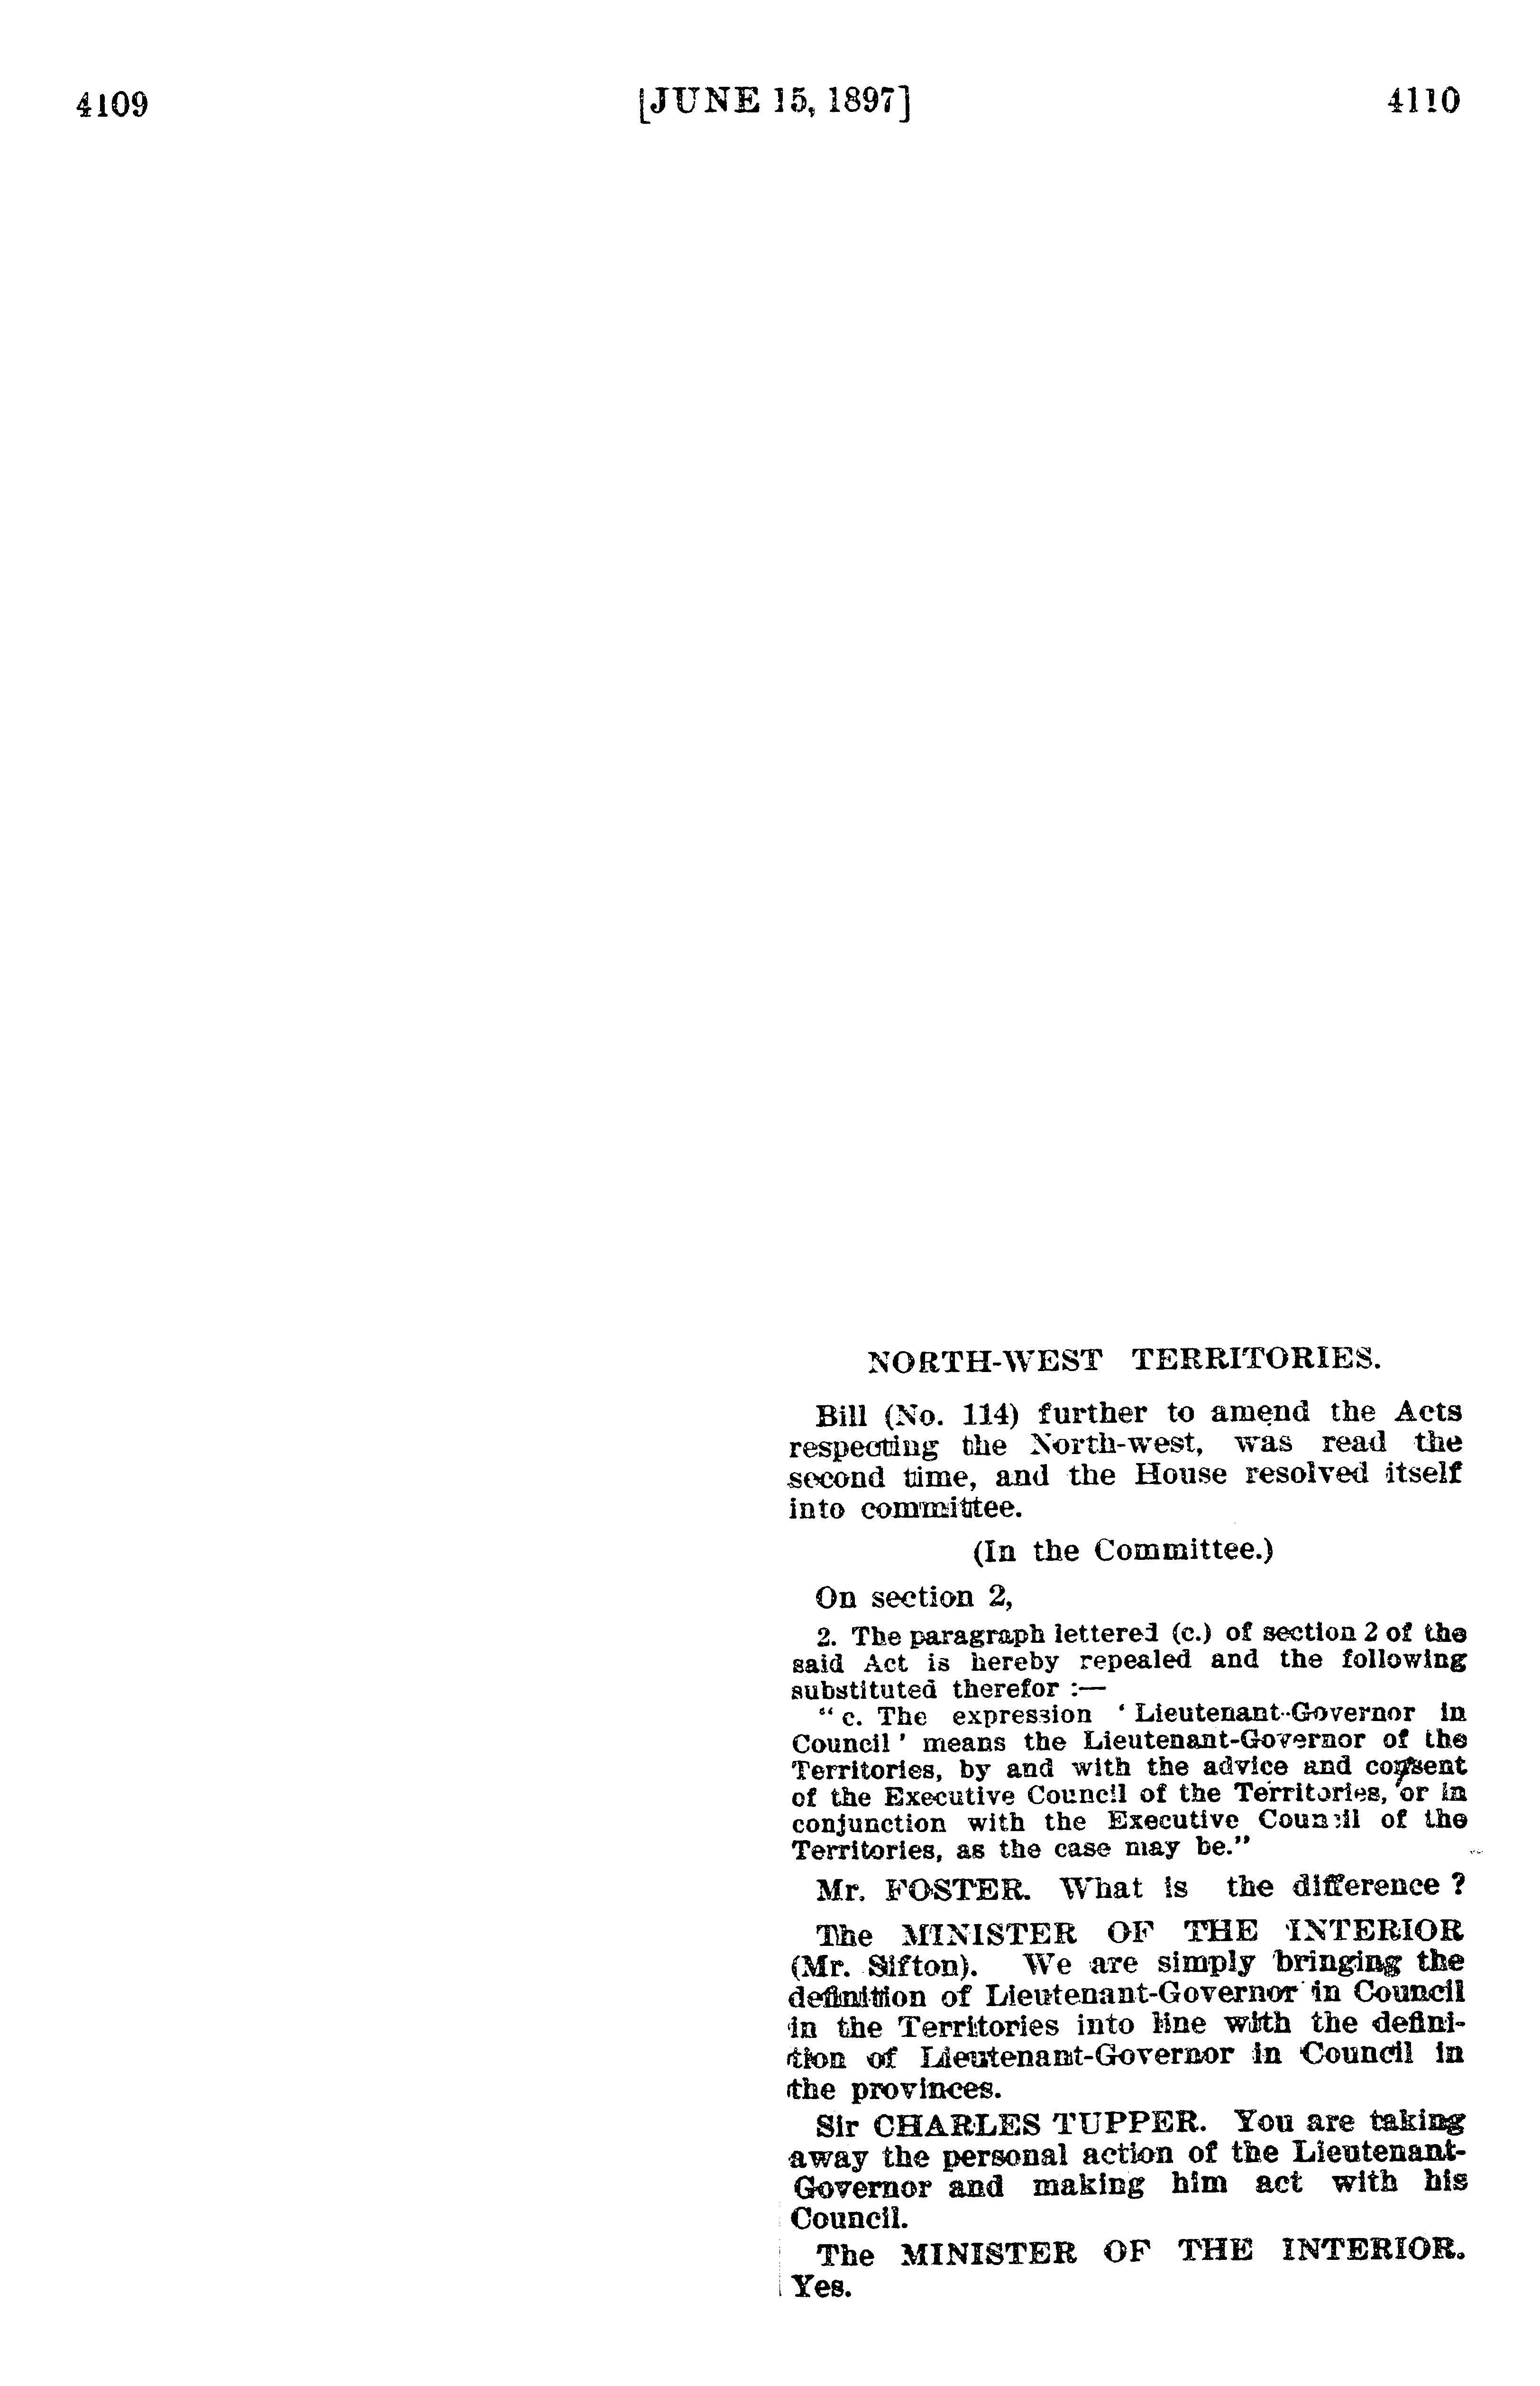 4109 [JUNE 15, 1897] 4110
NORTH-WEST TERRITORIES.
Bill (No. 114) further to amend the Acts
respecting the North-west, was read the
second time, and the House resolved itself
into committee.
(In the Committee.)
On section 2,
2. The paragraph lettered (c.) of section 2 of the
said Act is hereby repealed and the following
substituted therefor :—
“ c. The expression ‘ Lieutenant-Governor in
Council ’ means the Lieutenant-Governor of the
Territories, by and with the advice and consent
of the Executive Council of the Territories, or in
conjunction with the Executive Council of the
Territories, as the case may be.”
Mr. FOSTER. What is the difference ?
The MINISTER OF THE INTERIOR
(Mr. Sifton). We are simply bringing the
definition of Lieutenant-Governor in Council
in the Territories into line with the defini-
tion of Lieutenant-Governor in Council in
the provinces.
Sir CHARLES TUPPER. You are taking
away the personal action of the Lieutenant-
Governor and making him act with his
Council.
The MINISTER OF THE INTERIOR.
Yes.